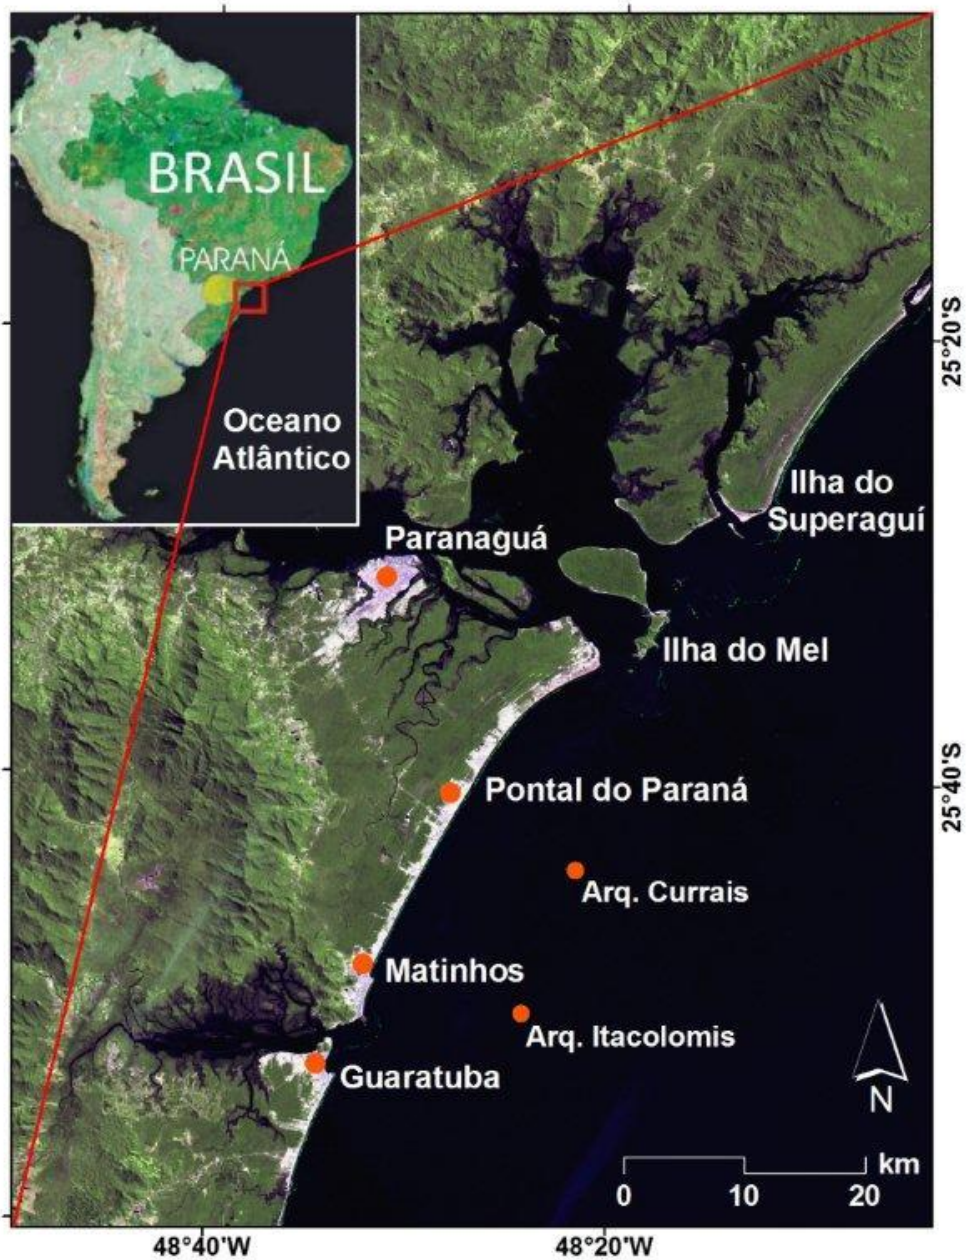 BRASIL
PARANÁ
Oceano
Atlântico
25°20'S
Ilha do
Superaguí
Paranaguá
Ilha do Mel
Pontal do Paraná
25°40'S
Arq. Currais
Matinhos
Arq. Itacolomis
Guaratuba
N
km
0 10 20
48°40'W 48°20'W